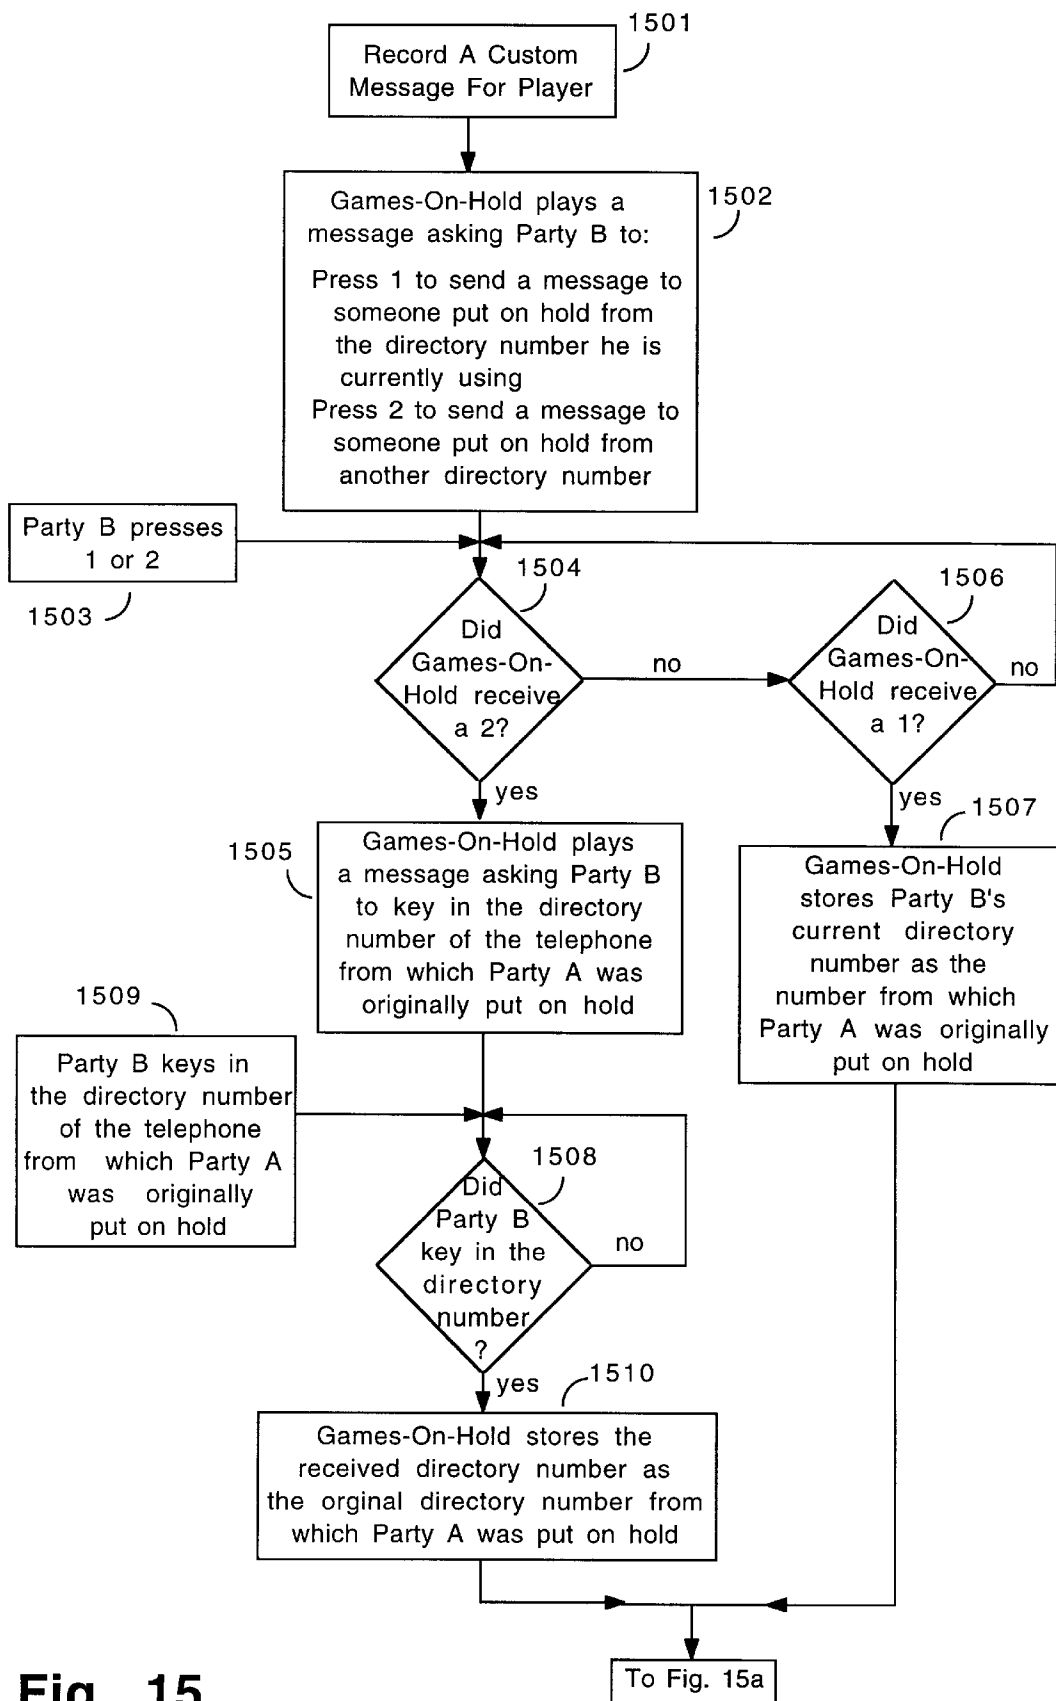 1501
Record A Custom
Message For Player
1502
Games-On-Hold plays a
message asking Party B to:
Press 1 to send a message to
someone put on hold from
the directory number he is
currently using
Press 2 to send a message to
someone put on hold from
another directory number
Party B presses
1 or 2
1503
1504
Did
Games-On-
Hold receive
a 2?
no
1506
Did
Games-On-
Hold receive
a 1?
no
yes
yes
1505
Games-On-Hold plays
a message asking Party B
to key in the directory
number of the telephone
from which Party A was
originally put on hold
1507
Games-On-Hold
stores Party B's
current directory
number as the
number from which
Party A was originally
put on hold
1509
Party B keys in
the directory number
of the telephone
from which Party A
was originally
put on hold
1508
Did
Party B
key in the
directory
number
?
no
yes
1510
Games-On-Hold stores the
received directory number as
the orginal directory number from
which Party A was put on hold
To Fig. 15a
Fig. 15